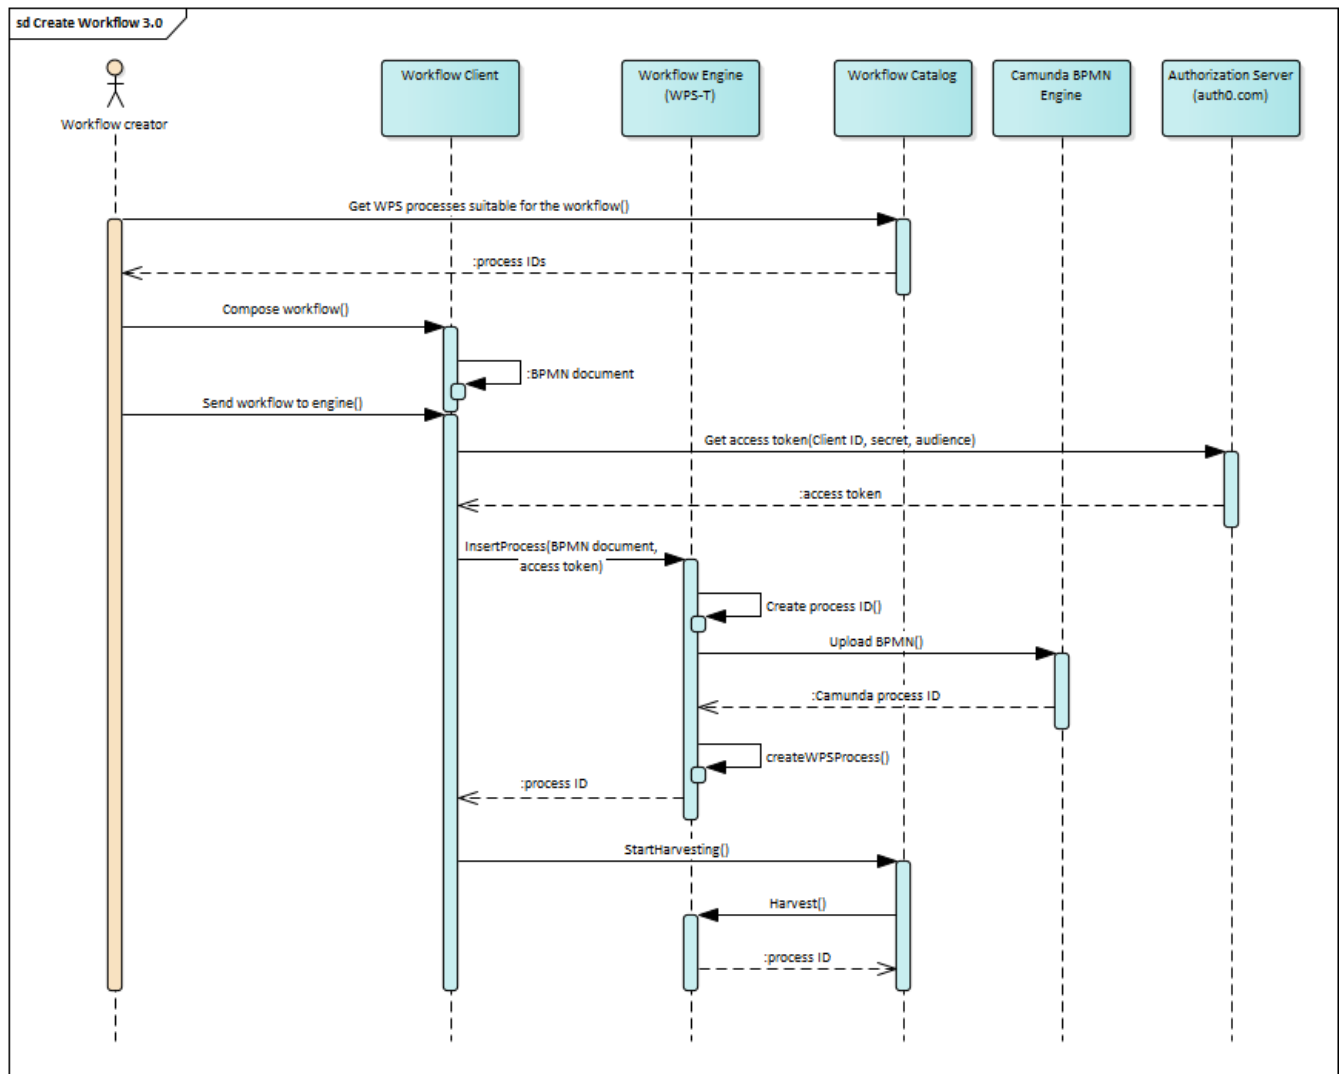 sd Create Workflow 3.0
Workflow creator
Workflow Client
Workflow Engine
(WPS-T)
Workflow Catalog
Camunda BPMN
Engine
Authorization Server
(auth0.com)
Get WPS processes suitable for the workflow()
:process IDs
Compose workflow()
:BPMN document
Send workflow to engine()
Get access token(Client ID, secret, audience)
:access token
InsertProcess(BPMN document,
access token)
Create process ID()
Upload BPMN()
:Camunda process ID
createWPSProcess()
:process ID
StartHarvesting()
Harvest()
:process ID